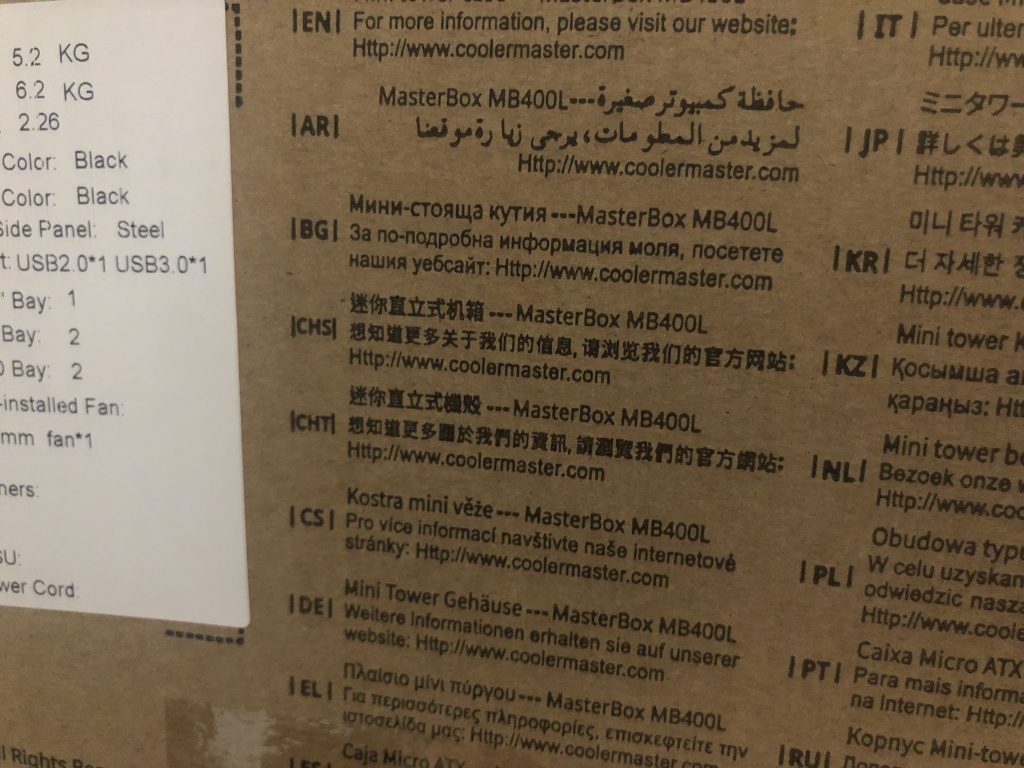 5.2 KG
6.2 KG
2.26
Color: Black
Color: Black
Side Panel: Steel
t: USB2.0*1 USB3.0*1
" Bay: 1
Bay: 2
D Bay: 2
-installed Fan:
mm fan*1
ners:
SU:
wer Cord:
l Rights
|EN| For more information, please visit our website:
Http://www.coolermaster.com
MasterBox MB400L---حافظة كمبيوتر صغيرة
|AR| لمزيد من المعلومات، يرجى زيارة موقعنا
Http://www.coolermaster.com
Мини-стояща кутия ---MasterBox MB400L
|BG| За по-подробна информация моля, посетете
нашия уебсайт: Http://www.coolermaster.com
迷你直立式机箱 --- MasterBox MB400L
|CHS| 想知道更多关于我们的信息, 请浏览我们的官方网站:
Http://www.coolermaster.com
迷你直立式機殼 --- MasterBox MB400L
|CHT| 想知道更多關於我們的資訊, 請瀏覽我們的官方網站:
Http://www.coolermaster.com
Kostra mini věže --- MasterBox MB400L
|CS| Pro více informací navštivte naše internetové
stránky: Http://www.coolermaster.com
Mini Tower Gehäuse --- MasterBox MB400L
|DE| Weitere Informationen erhalten sie auf unserer
website: Http://www.coolermaster.com
Πλαίσιο μίνι πύργου --- MasterBox MB400L
|EL| Για περισσότερες πληροφορίες, επισκεφτείτε την
ιστοσελίδα μας: Http://www.coolermaster.com
Caja Micro ATX
|IT| Per ulter
Http://ww
ミニタワー
|JP| 詳しくは
Http://www
미니 타워
|KR| 더 자세한
Http://www.
Mini tower
|KZ| Қосымша
қараңыз: Htt
Mini tower be
|NL| Bezoek onze w
Http://www.co
Obudowa typu
|PL| W celu uzyskan
odwiedzic nasza
Http://www.coole
Caixa Micro ATX
|PT| Para mais informa
na Internet: Http:/
Корпус Mini-tow
|RU|